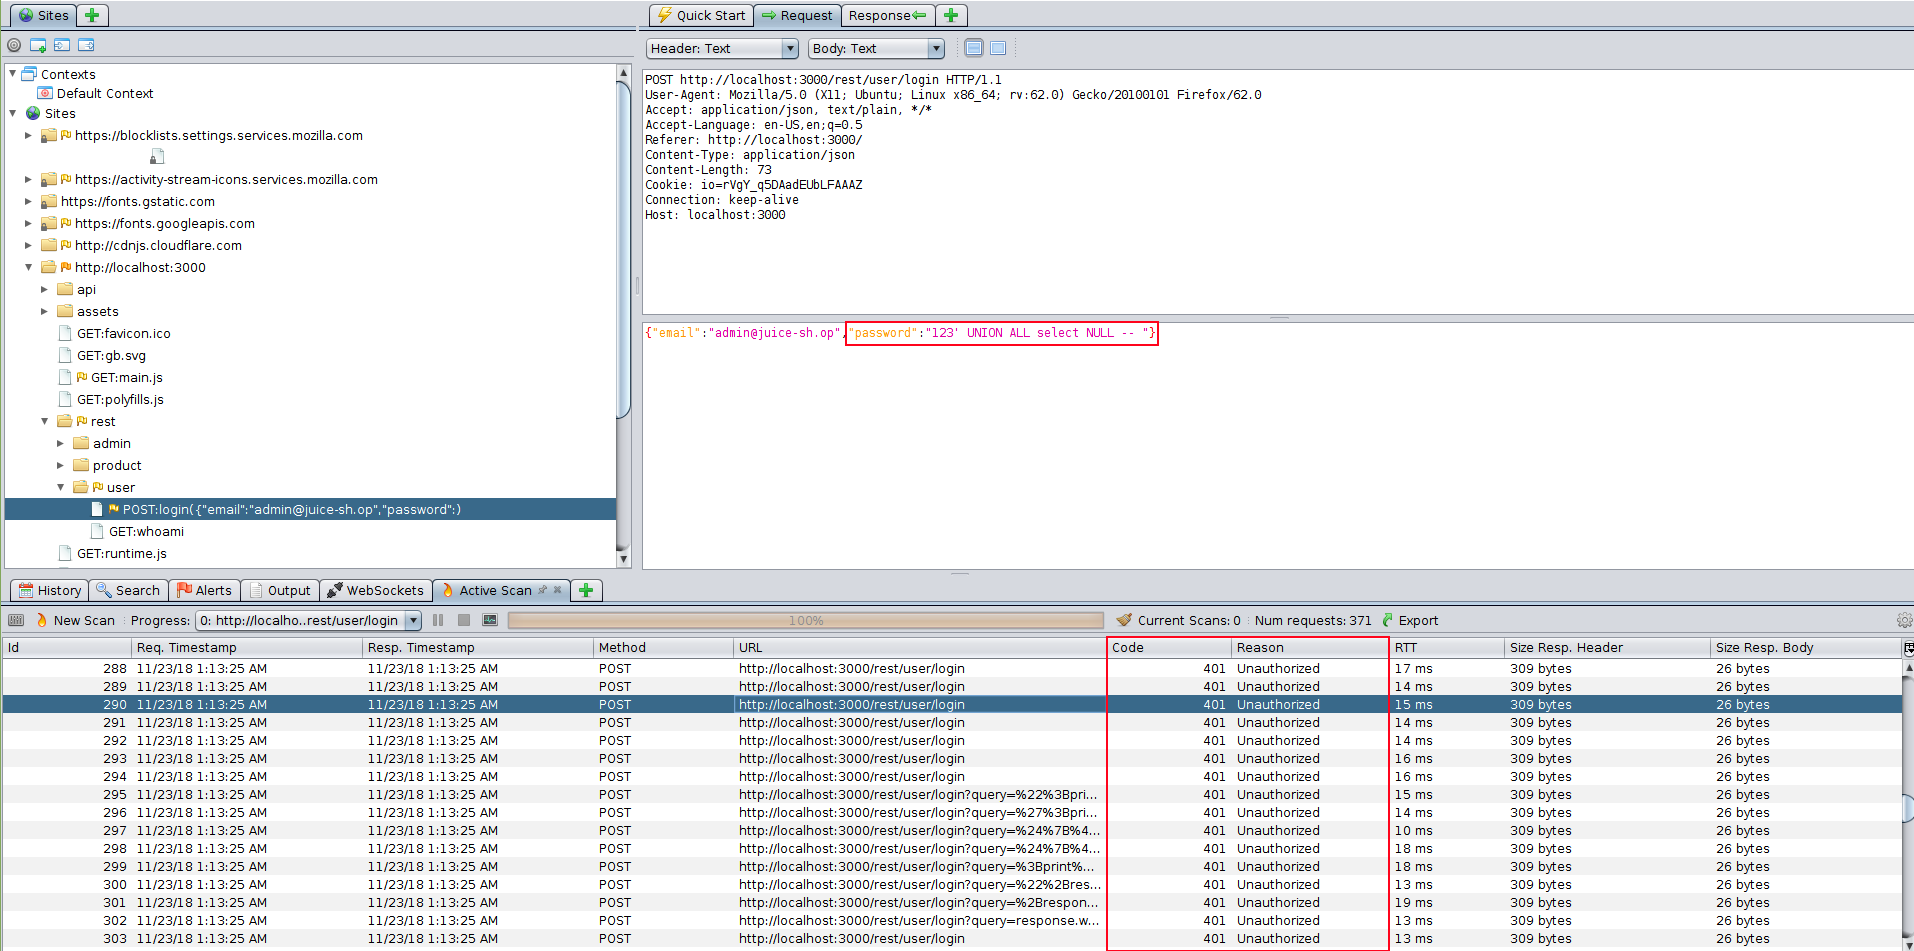 Sites
Quick Start
Request
Response
Header: Text
Body: Text
Contexts
Default Context
Sites
https://blocklists.settings.services.mozilla.com
https://activity-stream-icons.services.mozilla.com
https://fonts.gstatic.com
https://fonts.googleapis.com
http://cdnjs.cloudflare.com
http://localhost:3000
api
assets
GET:favicon.ico
GET:gb.svg
GET:main.js
GET:polyfills.js
rest
admin
product
user
POST:login({"email":"admin@juice-sh.op","password":)
GET:whoami
GET:runtime.js
POST http://localhost:3000/rest/user/login HTTP/1.1
User-Agent: Mozilla/5.0 (X11; Ubuntu; Linux x86_64; rv:62.0) Gecko/20100101 Firefox/62.0
Accept: application/json, text/plain, */*
Accept-Language: en-US,en;q=0.5
Referer: http://localhost:3000/
Content-Type: application/json
Content-Length: 73
Cookie: io=rVgY_q5DAadEUbLFAAAZ
Connection: keep-alive
Host: localhost:3000
{"email":"admin@juice-sh.op","password":"123' UNION ALL select NULL -- "}
History
Search
Alerts
Output
WebSockets
Active Scan
New Scan
Progress:
0: http://localho..rest/user/login
100%
Current Scans: 0
Num requests: 371
Export
Id Req. Timestamp Resp. Timestamp Method URL Code Reason RTT Size Resp. Header Size Resp. Body
288 11/23/18 1:13:25 AM 11/23/18 1:13:25 AM POST http://localhost:3000/rest/user/login 401 Unauthorized 17 ms 309 bytes 26 bytes
289 11/23/18 1:13:25 AM 11/23/18 1:13:25 AM POST http://localhost:3000/rest/user/login 401 Unauthorized 14 ms 309 bytes 26 bytes
290 11/23/18 1:13:25 AM 11/23/18 1:13:25 AM POST http://localhost:3000/rest/user/login 401 Unauthorized 15 ms 309 bytes 26 bytes
291 11/23/18 1:13:25 AM 11/23/18 1:13:25 AM POST http://localhost:3000/rest/user/login 401 Unauthorized 14 ms 309 bytes 26 bytes
292 11/23/18 1:13:25 AM 11/23/18 1:13:25 AM POST http://localhost:3000/rest/user/login 401 Unauthorized 14 ms 309 bytes 26 bytes
293 11/23/18 1:13:25 AM 11/23/18 1:13:25 AM POST http://localhost:3000/rest/user/login 401 Unauthorized 16 ms 309 bytes 26 bytes
294 11/23/18 1:13:25 AM 11/23/18 1:13:25 AM POST http://localhost:3000/rest/user/login 401 Unauthorized 16 ms 309 bytes 26 bytes
295 11/23/18 1:13:25 AM 11/23/18 1:13:25 AM POST http://localhost:3000/rest/user/login?query=%22%3Bpri... 401 Unauthorized 15 ms 309 bytes 26 bytes
296 11/23/18 1:13:25 AM 11/23/18 1:13:25 AM POST http://localhost:3000/rest/user/login?query=%27%3Bpri... 401 Unauthorized 14 ms 309 bytes 26 bytes
297 11/23/18 1:13:25 AM 11/23/18 1:13:25 AM POST http://localhost:3000/rest/user/login?query=%24%7B%4... 401 Unauthorized 10 ms 309 bytes 26 bytes
298 11/23/18 1:13:25 AM 11/23/18 1:13:25 AM POST http://localhost:3000/rest/user/login?query=%24%7B%4... 401 Unauthorized 18 ms 309 bytes 26 bytes
299 11/23/18 1:13:25 AM 11/23/18 1:13:25 AM POST http://localhost:3000/rest/user/login?query=%3Bprint%... 401 Unauthorized 18 ms 309 bytes 26 bytes
300 11/23/18 1:13:25 AM 11/23/18 1:13:25 AM POST http://localhost:3000/rest/user/login?query=%22%2Bres... 401 Unauthorized 13 ms 309 bytes 26 bytes
301 11/23/18 1:13:25 AM 11/23/18 1:13:25 AM POST http://localhost:3000/rest/user/login?query=%2Brespon... 401 Unauthorized 19 ms 309 bytes 26 bytes
302 11/23/18 1:13:25 AM 11/23/18 1:13:25 AM POST http://localhost:3000/rest/user/login?query=response.w... 401 Unauthorized 13 ms 309 bytes 26 bytes
303 11/23/18 1:13:25 AM 11/23/18 1:13:25 AM POST http://localhost:3000/rest/user/login 401 Unauthorized 13 ms 309 bytes 26 bytes